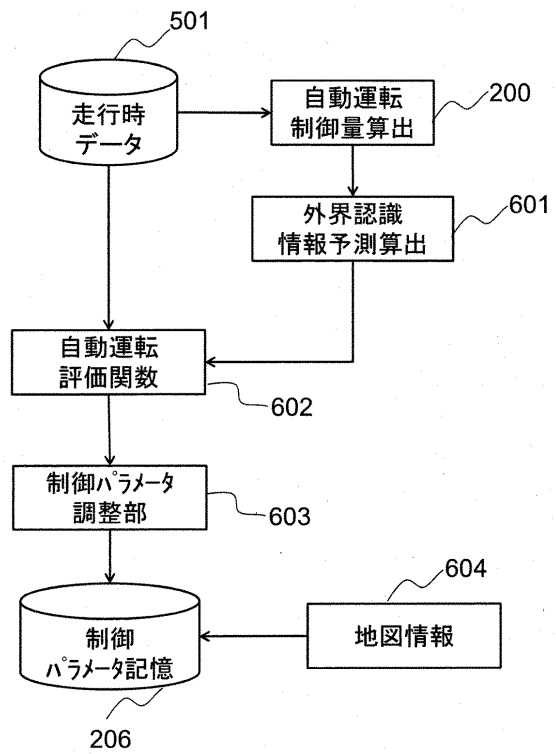 501
走行時
データ
自動運転
制御量算出
200
外界認識
情報予測算出
601
自動運転
評価関数
602
制御ﾊﾟﾗﾒｰﾀ
調整部
603
604
制御
ﾊﾟﾗﾒｰﾀ記憶
地図情報
206